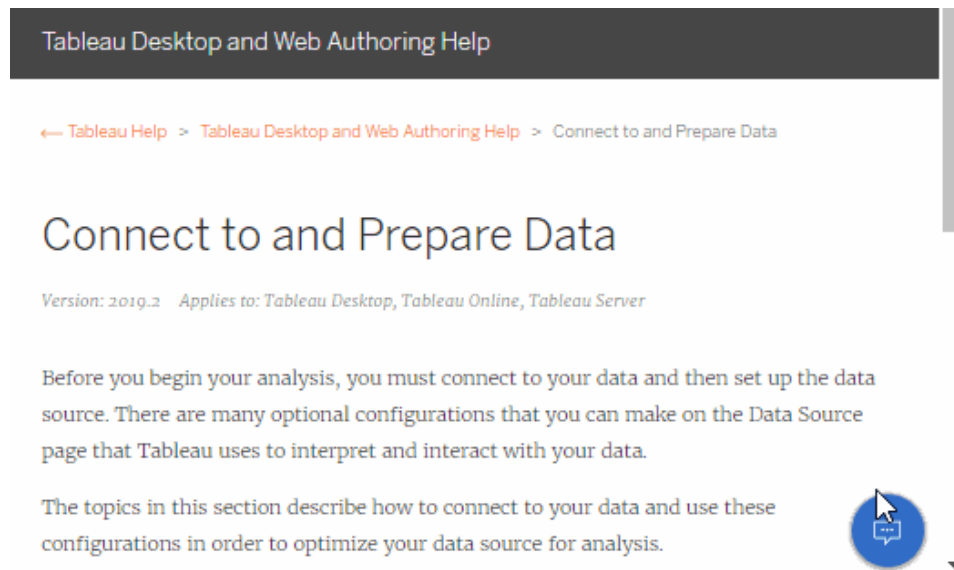 Tableau Desktop and Web Authoring Help
← Tableau Help > Tableau Desktop and Web Authoring Help > Connect to and Prepare Data
Connect to and Prepare Data
Version: 2019.2 Applies to: Tableau Desktop, Tableau Online, Tableau Server
Before you begin your analysis, you must connect to your data and then set up the data
source. There are many optional configurations that you can make on the Data Source
page that Tableau uses to interpret and interact with your data.
The topics in this section describe how to connect to your data and use these
configurations in order to optimize your data source for analysis.